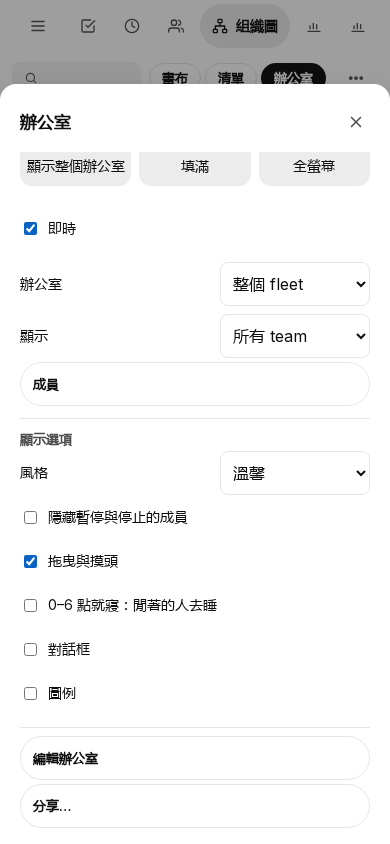 組織圖
畫布
清單
辦公室
辦公室
顯示整個辦公室
填滿
全螢幕
即時
辦公室
整個 fleet
顯示
所有 team
成員
顯示選項
風格
溫馨
隱藏暫停與停止的成員
拖曳與摸頭
0–6 點就寢：閒著的人去睡
對話框
圖例
編輯辦公室
分享…